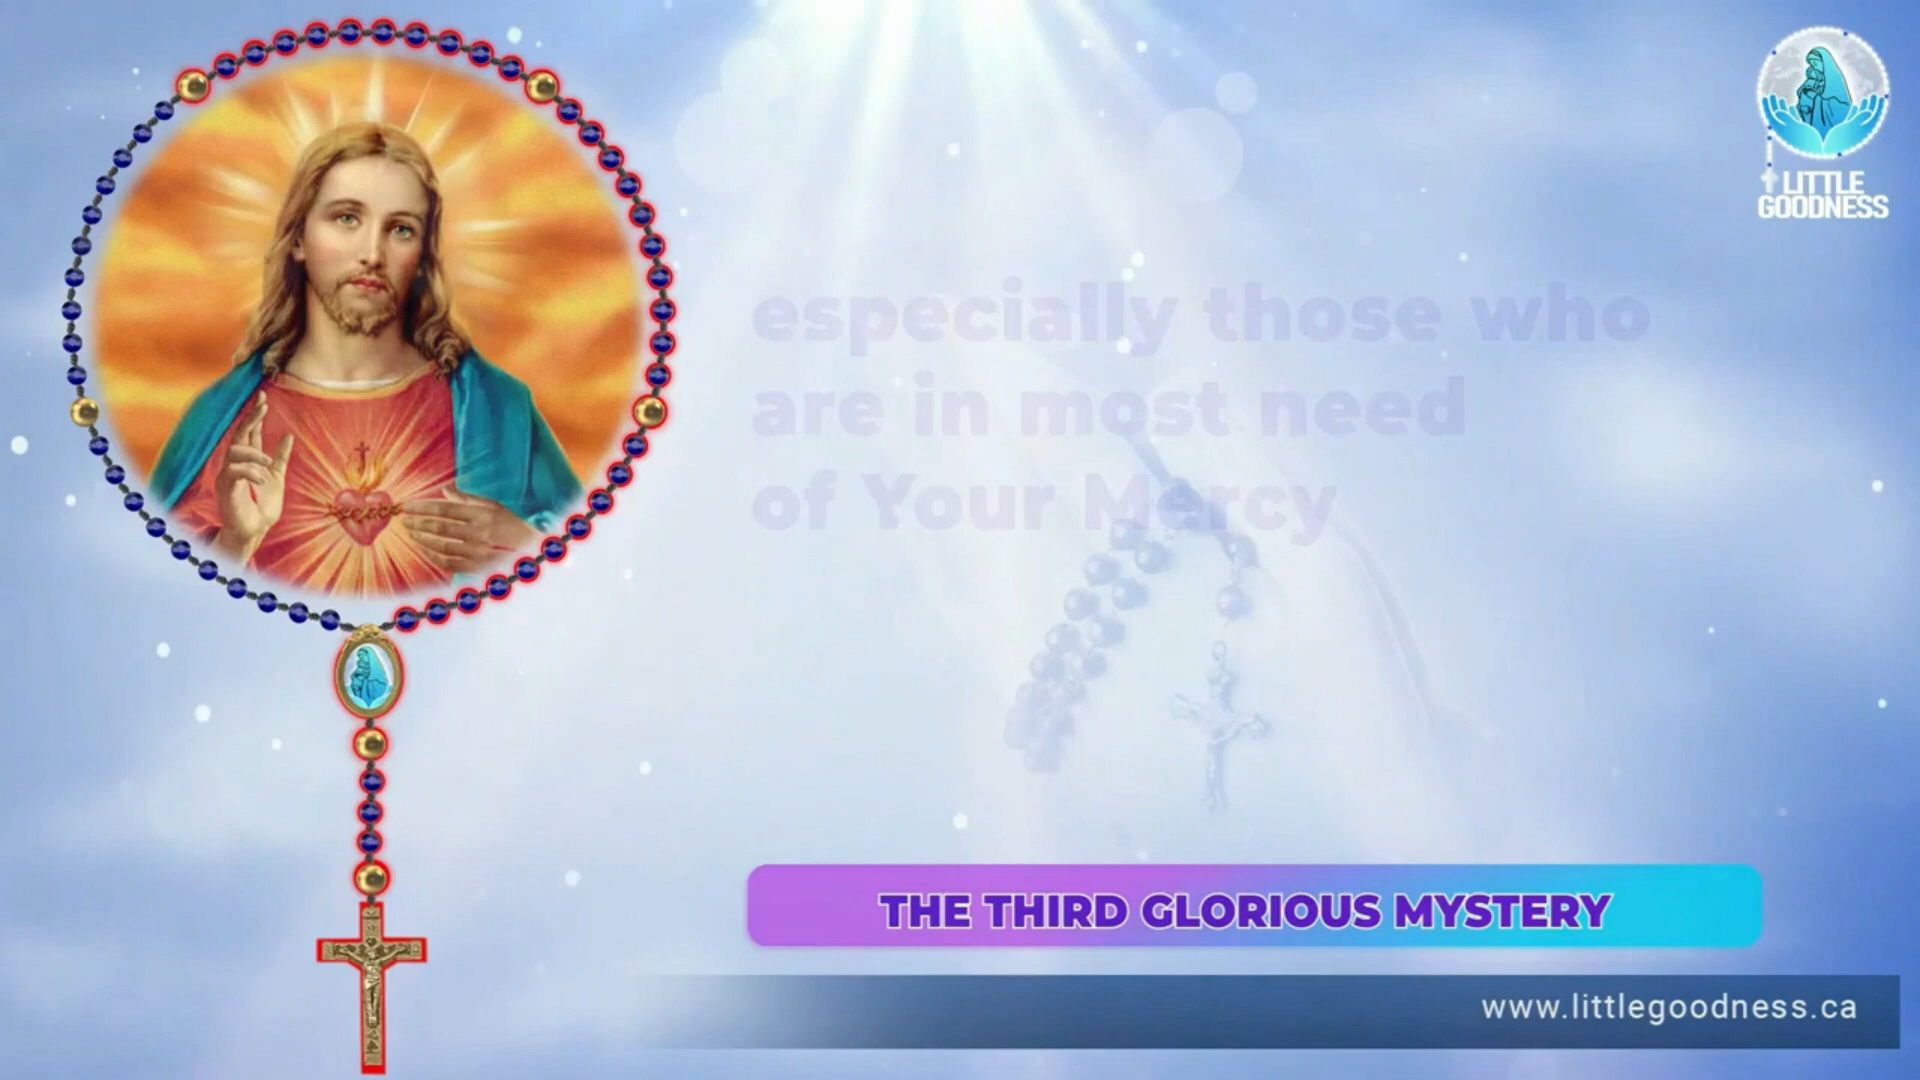 LITTLE
GOODNESS
especially those who
are in most need
of Your Mercy
THE THIRD GLORIOUS MYSTERY
www.littlegoodness.ca